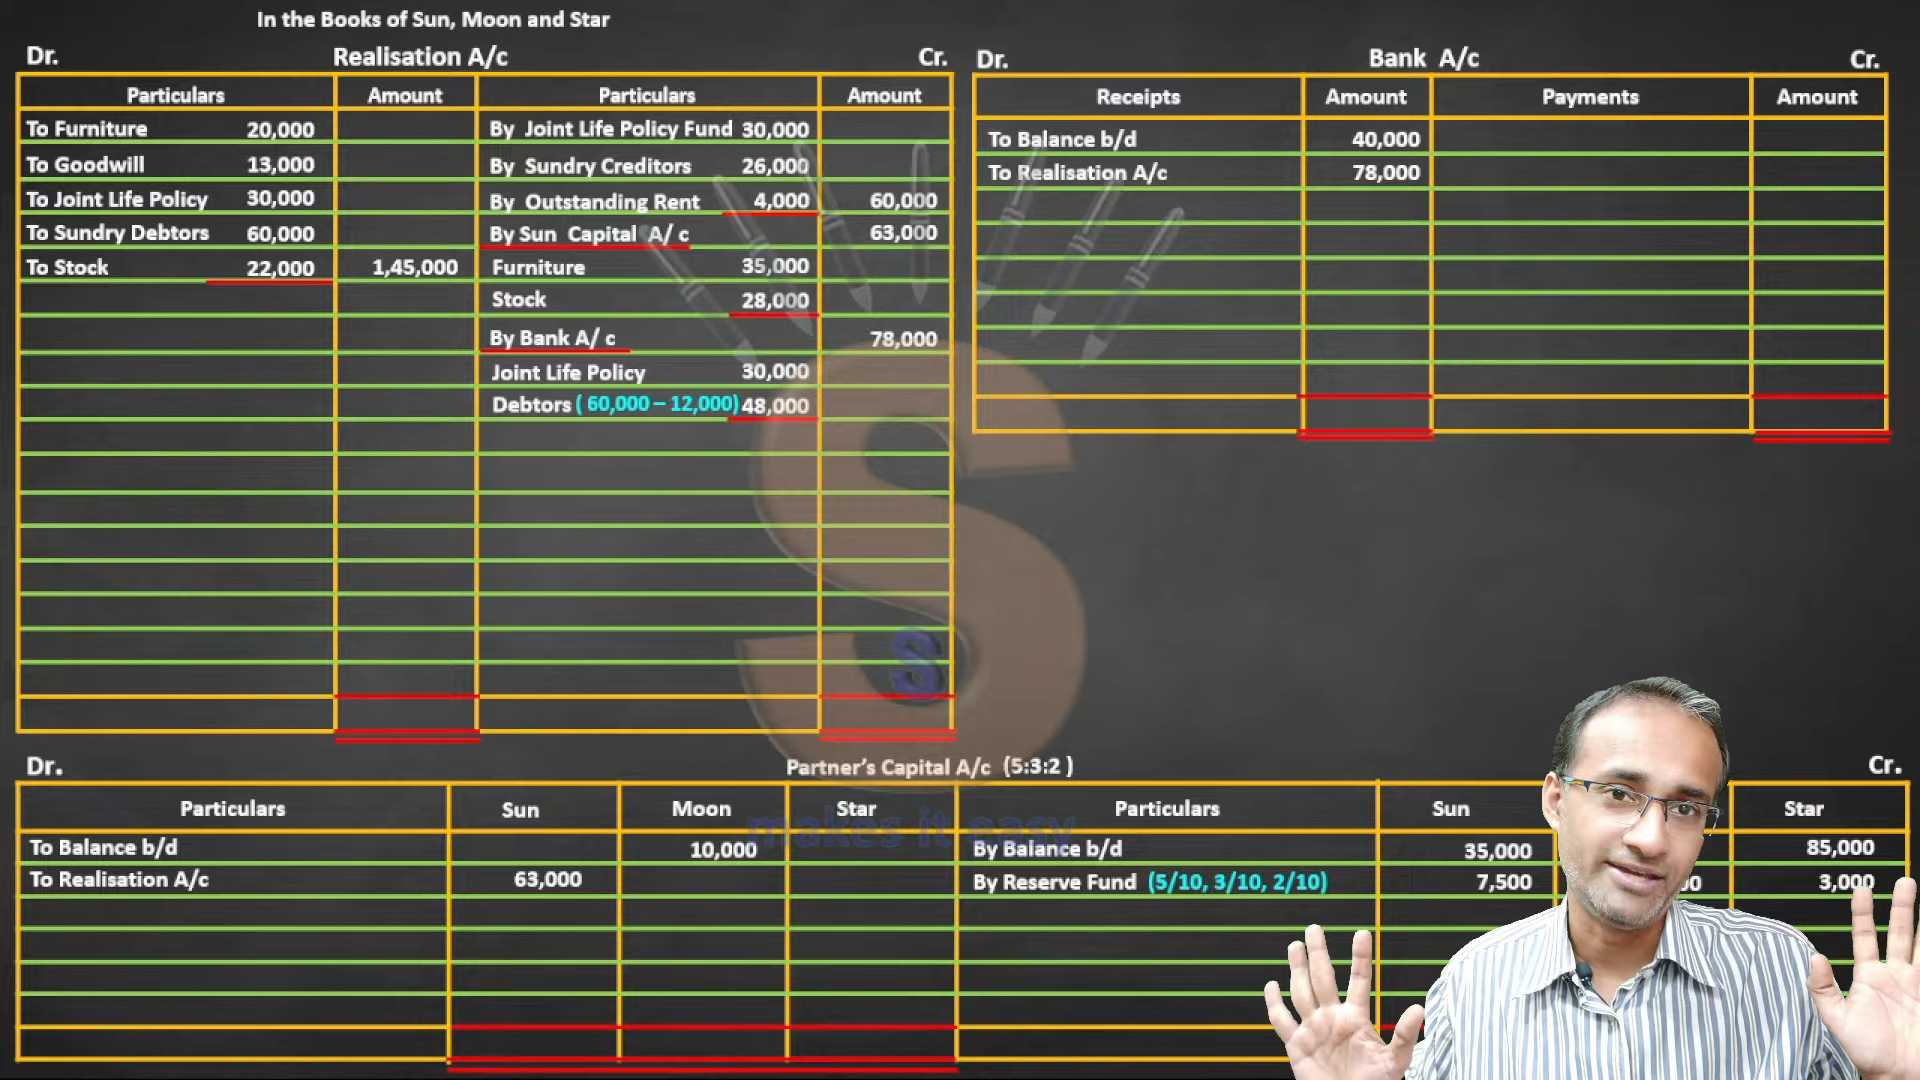 In the Books of Sun, Moon and Star
Dr. Realisation A/c Cr.
Particulars Amount Particulars Amount
To Furniture 20,000 By Joint Life Policy Fund 30,000
To Goodwill 13,000 By Sundry Creditors 26,000
To Joint Life Policy 30,000 By Outstanding Rent 4,000 60,000
To Sundry Debtors 60,000 By Sun Capital A/ c 63,000
To Stock 22,000 1,45,000 Furniture 35,000
Stock 28,000
By Bank A/ c 78,000
Joint Life Policy 30,000
Debtors ( 60,000 – 12,000) 48,000
Dr. Bank A/c Cr.
Receipts Amount Payments Amount
To Balance b/d 40,000
To Realisation A/c 78,000
S
S
makes it easy
Dr. Partner's Capital A/c (5:3:2 ) Cr.
Particulars Sun Moon Star Particulars Sun Star
To Balance b/d 10,000 By Balance b/d 35,000 85,000
To Realisation A/c 63,000 By Reserve Fund (5/10, 3/10, 2/10) 7,500 3,000